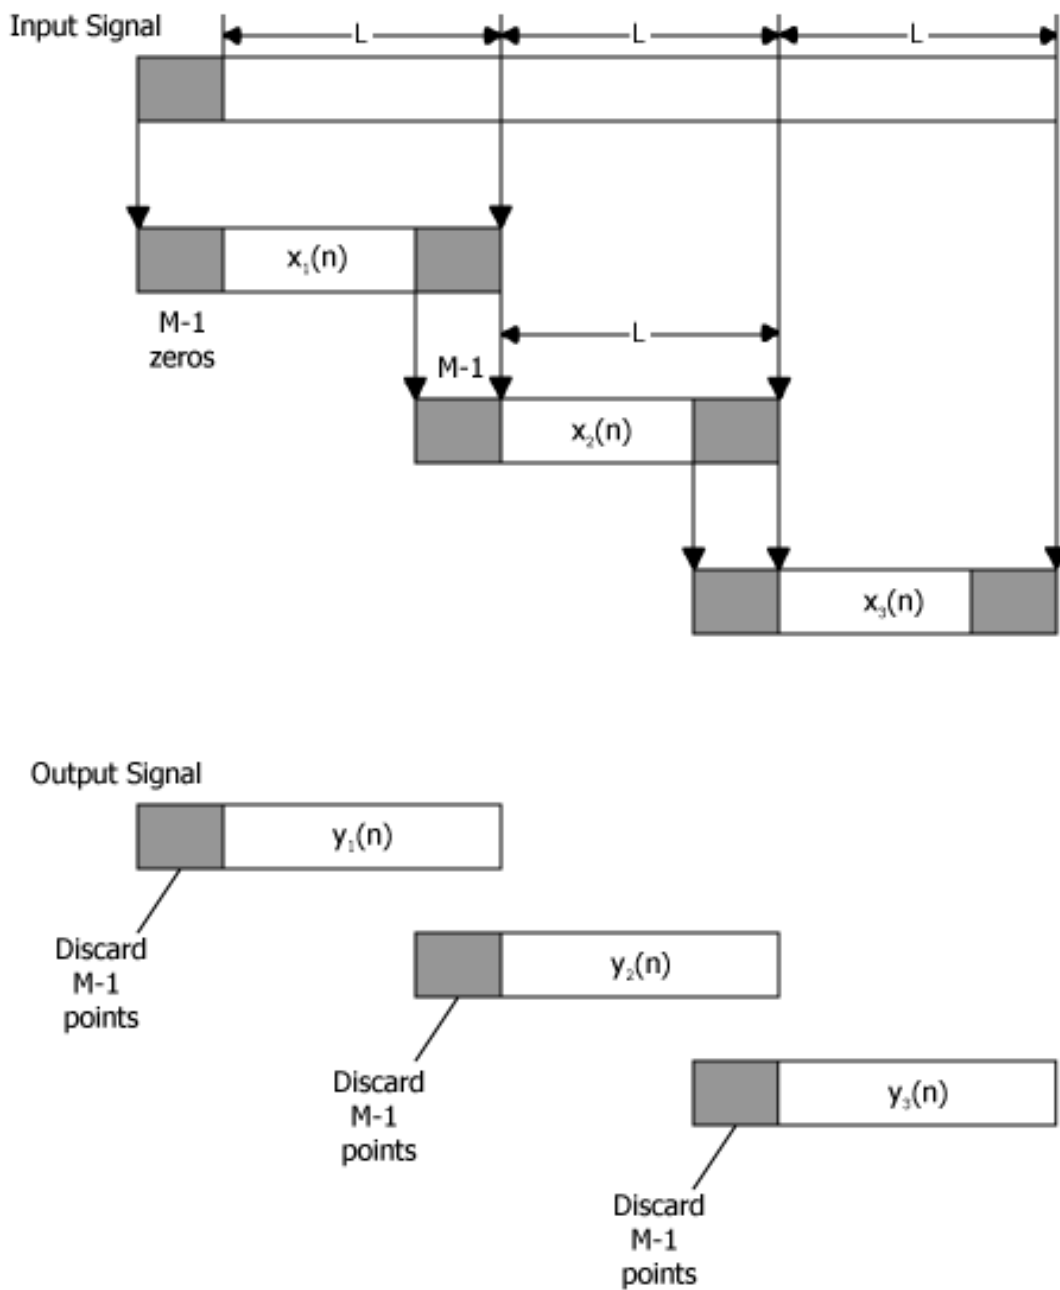 Input Signal
L
L
L
x₁(n)
M-1
zeros
L
M-1
x₂(n)
x₃(n)
Output Signal
y₁(n)
Discard
M-1
points
y₂(n)
Discard
M-1
points
y₃(n)
Discard
M-1
points